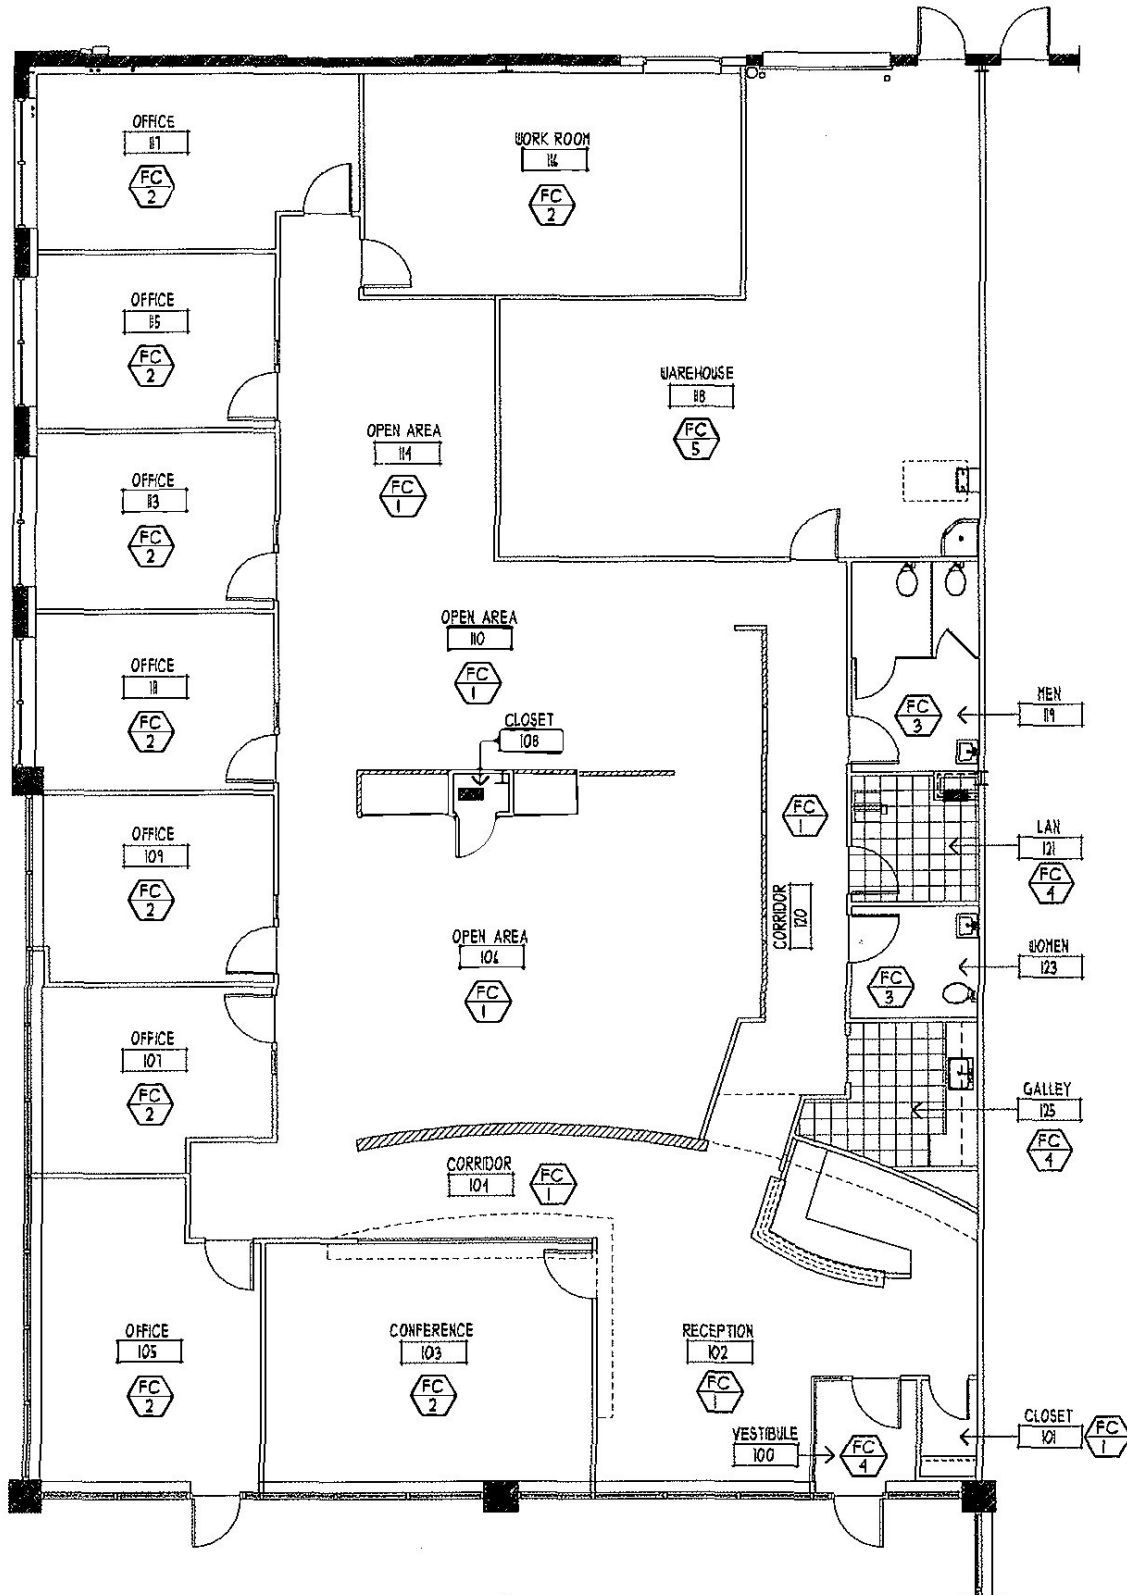 OFFICE
117
FC
2
WORK ROOM
116
FC
2
OFFICE
115
FC
2
WAREHOUSE
118
FC
5
OPEN AREA
114
FC
1
OFFICE
113
FC
2
OPEN AREA
110
FC
1
OFFICE
111
FC
2
MEN
119
FC
3
CLOSET
108
FC
1
OFFICE
109
FC
2
LAN
121
FC
4
CORRIDOR
120
OPEN AREA
106
FC
1
WOMEN
123
FC
3
OFFICE
107
FC
2
GALLEY
125
FC
4
CORRIDOR
104
FC
1
OFFICE
105
FC
2
CONFERENCE
103
FC
2
RECEPTION
102
FC
1
VESTIBULE
100
FC
4
CLOSET
101
FC
1